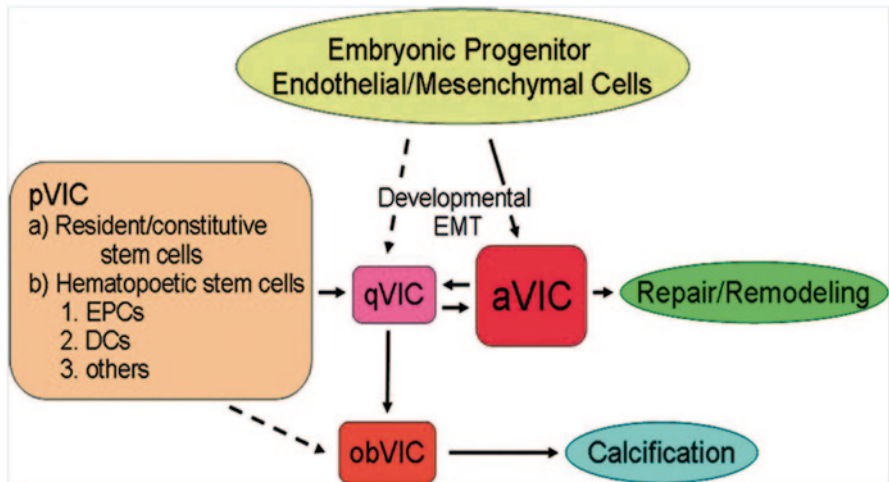 Embryonic Progenitor
Endothelial/Mesenchymal Cells
Developmental
EMT
pVIC
a) Resident/constitutive
stem cells
b) Hematopoetic stem cells
1. EPCs
2. DCs
3. others
qVIC
aVIC
Repair/Remodeling
obVIC
Calcification